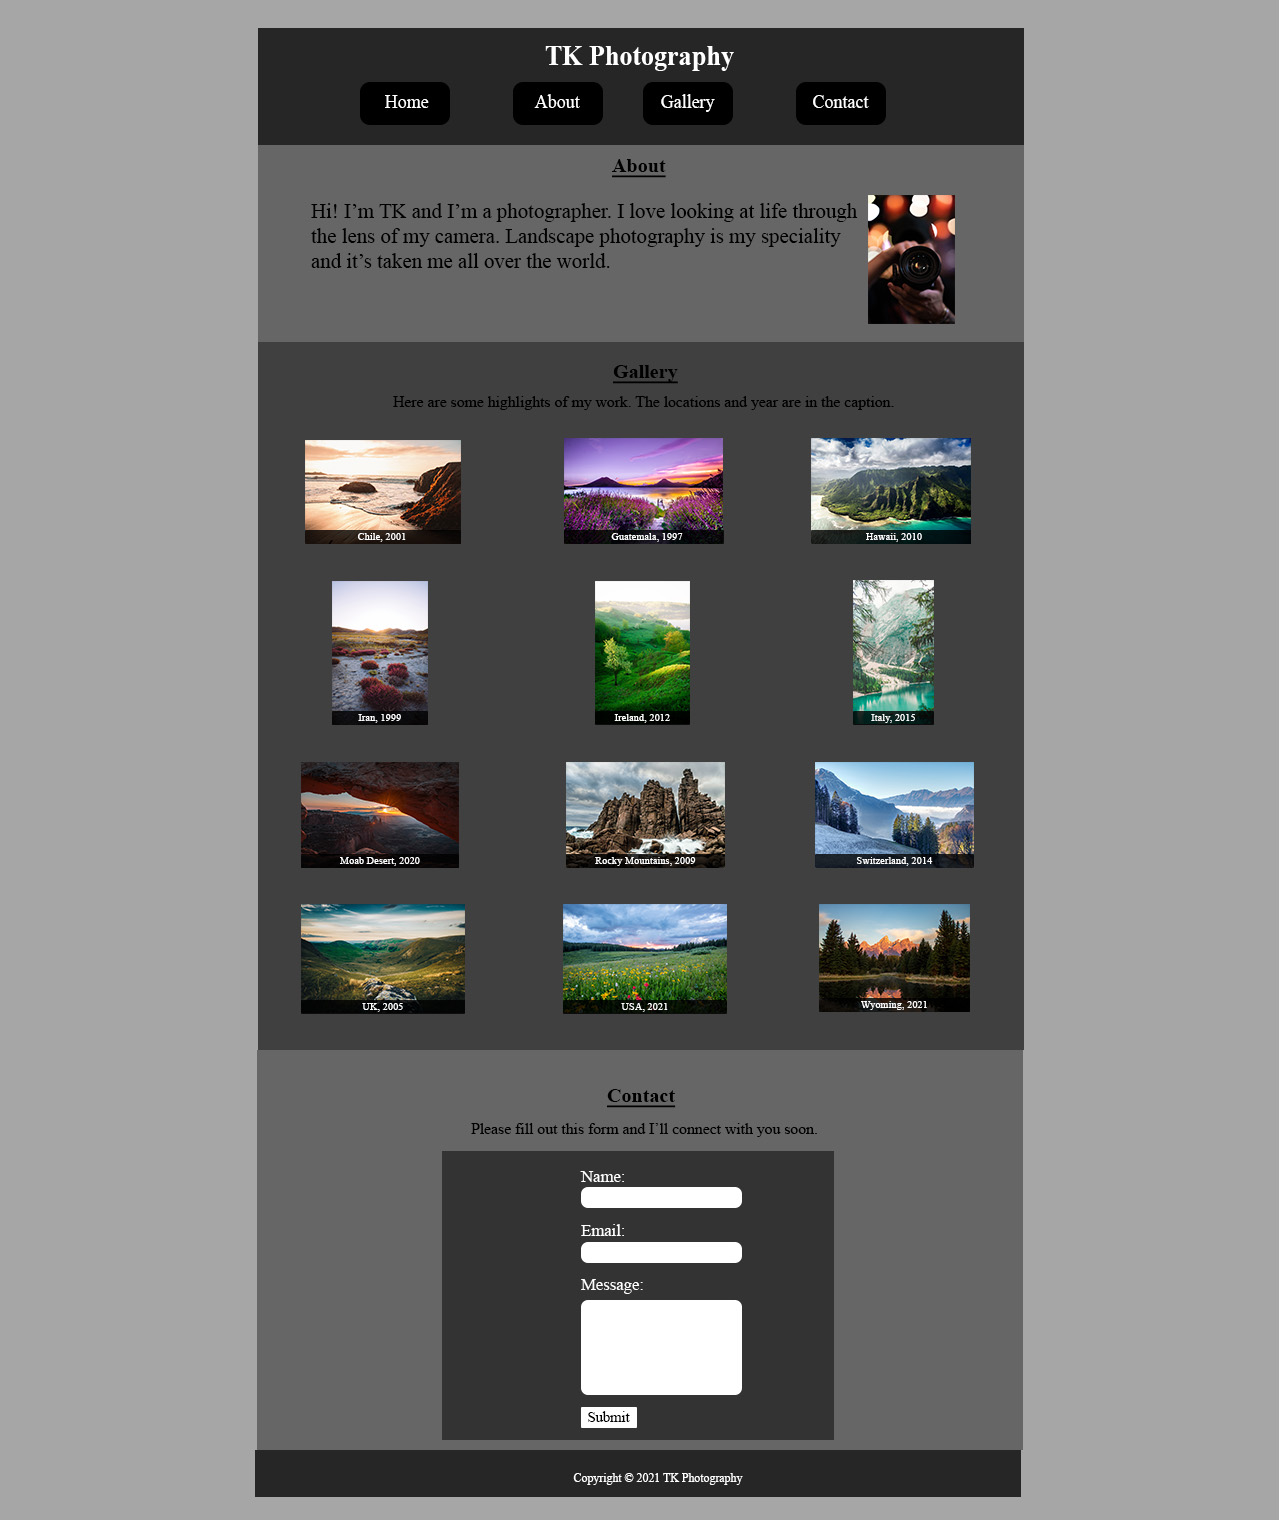 TK Photography
Home About Gallery Contact
About
Hi! I’m TK and I’m a photographer. I love looking at life through
the lens of my camera. Landscape photography is my speciality
and it’s taken me all over the world.
Gallery
Here are some highlights of my work. The locations and year are in the caption.
Chile, 2001
Guatemala, 1997
Hawaii, 2010
Iran, 1999
Ireland, 2012
Italy, 2015
Moab Desert, 2020
Rocky Mountains, 2009
Switzerland, 2014
UK, 2005
USA, 2021
Wyoming, 2021
Contact
Please fill out this form and I’ll connect with you soon.
Name:
Email:
Message:
Submit
Copyright © 2021 TK Photography